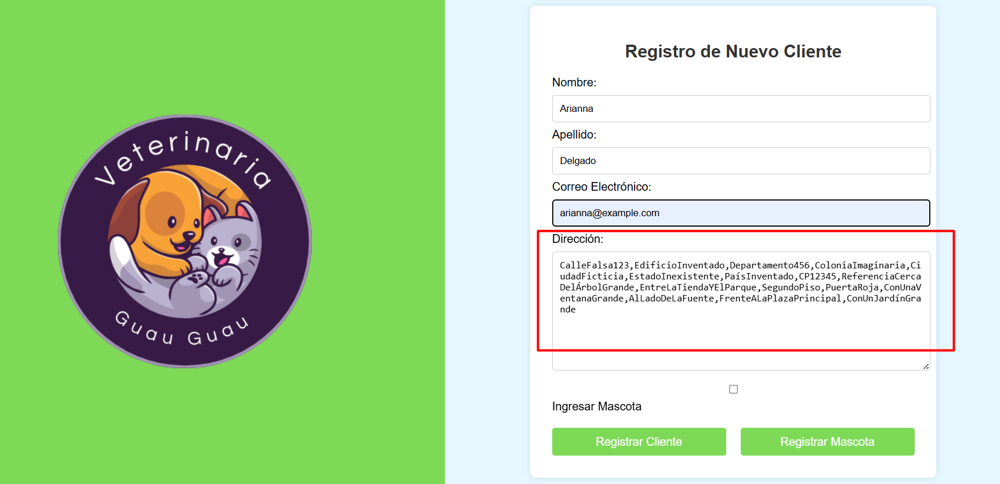 Veterinaria
Guau Guau
Registro de Nuevo Cliente
Nombre:
Arianna
Apellido:
Delgado
Correo Electrónico:
arianna@example.com
Dirección:
CalleFalsa123,EdificioInventado,Departamento456,ColoniaImaginaria,Ci
udadFicticia,EstadoInexistente,PaísInventado,CP12345,ReferenciaCerca
DelÁrbolGrande,EntreLaTiendaYElParque,SegundoPiso,PuertaRoja,ConUnaV
entanaGrande,AlLadoDeLaFuente,FrenteALaPlazaPrincipal,ConUnJardínGra
nde
Ingresar Mascota
Registrar Cliente
Registrar Mascota